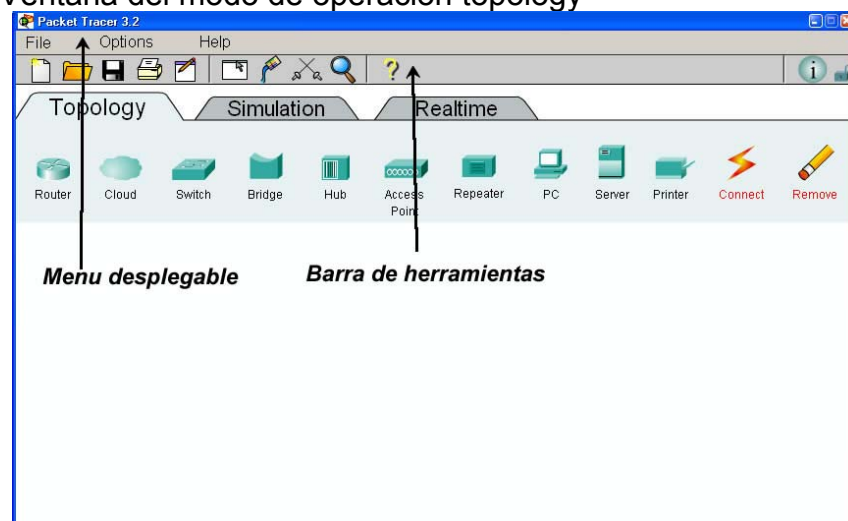 Ventana del modo de operación topology
Packet Tracer 3.2
File Options Help
Topology Simulation Realtime
Router Cloud Switch Bridge Hub Access Point Repeater PC Server Printer Connect Remove
Menu desplegable Barra de herramientas